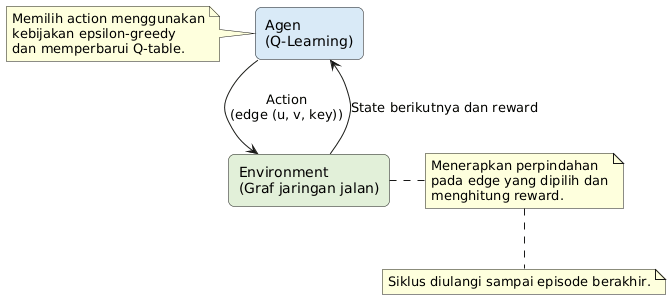 Memilih action menggunakan
kebijakan epsilon-greedy
dan memperbarui Q-table.
Agen
(Q-Learning)
Action
(edge (u, v, key))
State berikutnya dan reward
Environment
(Graf jaringan jalan)
Menerapkan perpindahan
pada edge yang dipilih dan
menghitung reward.
Siklus diulangi sampai episode berakhir.